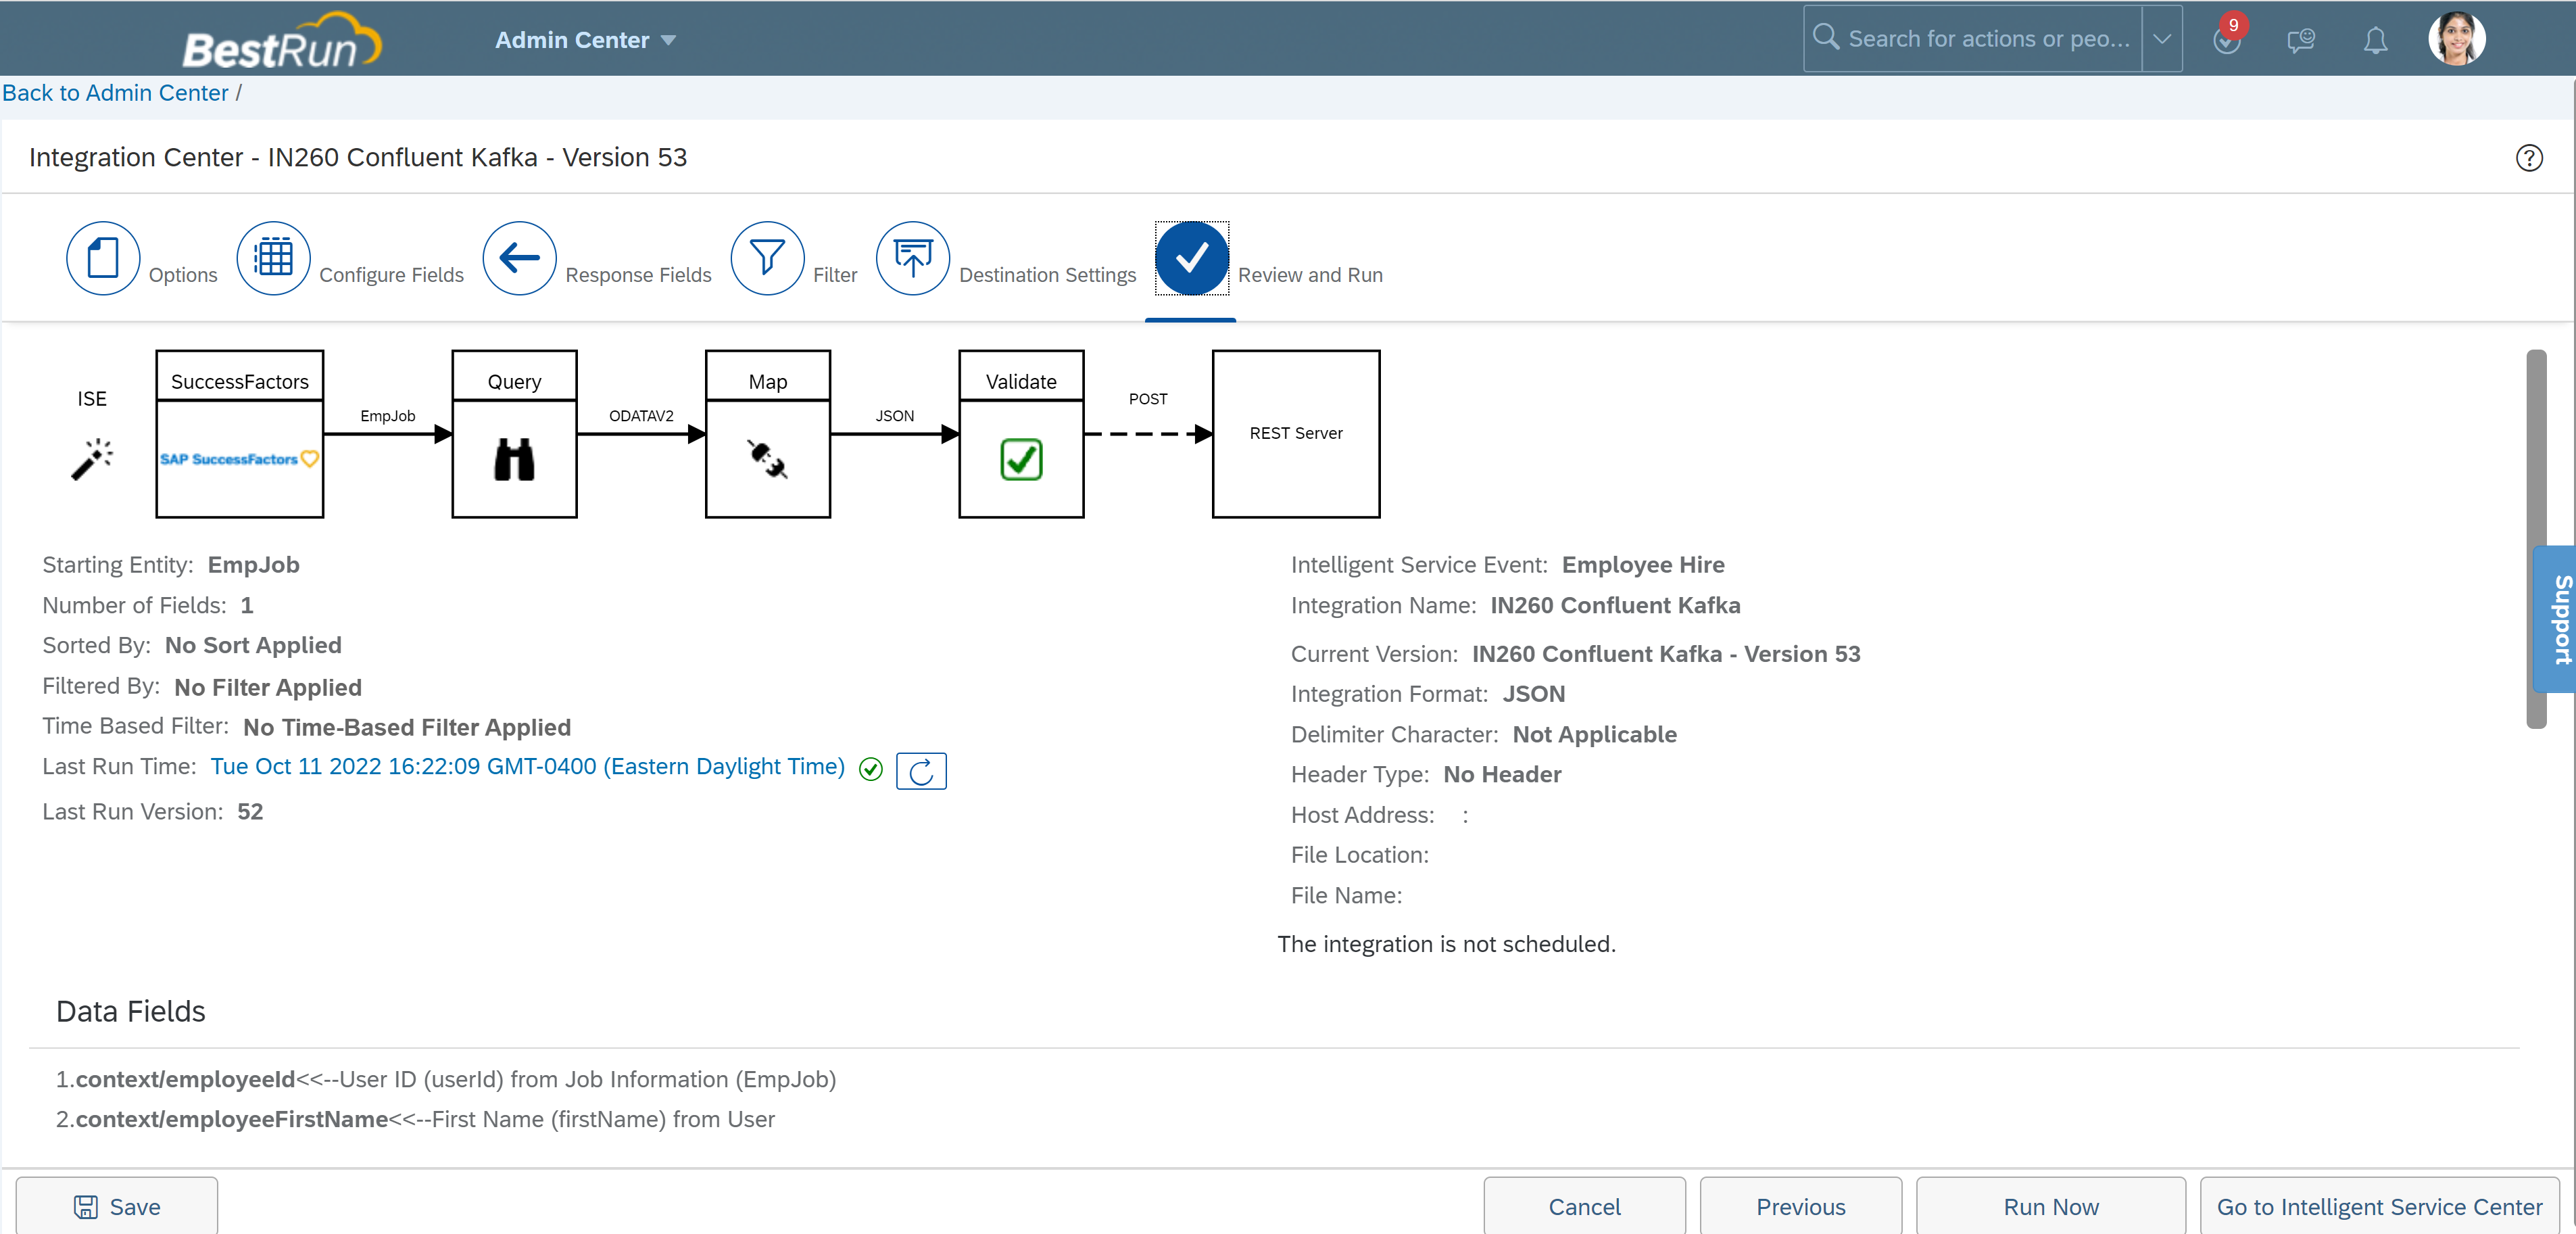 BestRun
Admin Center
Search for actions or peo...
9
Back to Admin Center /
Integration Center - IN260 Confluent Kafka - Version 53
Options
Configure Fields
Response Fields
Filter
Destination Settings
Review and Run
ISE
SuccessFactors
SAP SuccessFactors
EmpJob
Query
ODATAV2
Map
JSON
Validate
POST
REST Server
Starting Entity: EmpJob
Number of Fields: 1
Sorted By: No Sort Applied
Filtered By: No Filter Applied
Time Based Filter: No Time-Based Filter Applied
Last Run Time: Tue Oct 11 2022 16:22:09 GMT-0400 (Eastern Daylight Time)
Last Run Version: 52
Intelligent Service Event: Employee Hire
Integration Name: IN260 Confluent Kafka
Current Version: IN260 Confluent Kafka - Version 53
Integration Format: JSON
Delimiter Character: Not Applicable
Header Type: No Header
Host Address: :
File Location:
File Name:
The integration is not scheduled.
Support
Data Fields
1.context/employeeId<<--User ID (userId) from Job Information (EmpJob)
2.context/employeeFirstName<<--First Name (firstName) from User
Save
Cancel
Previous
Run Now
Go to Intelligent Service Center